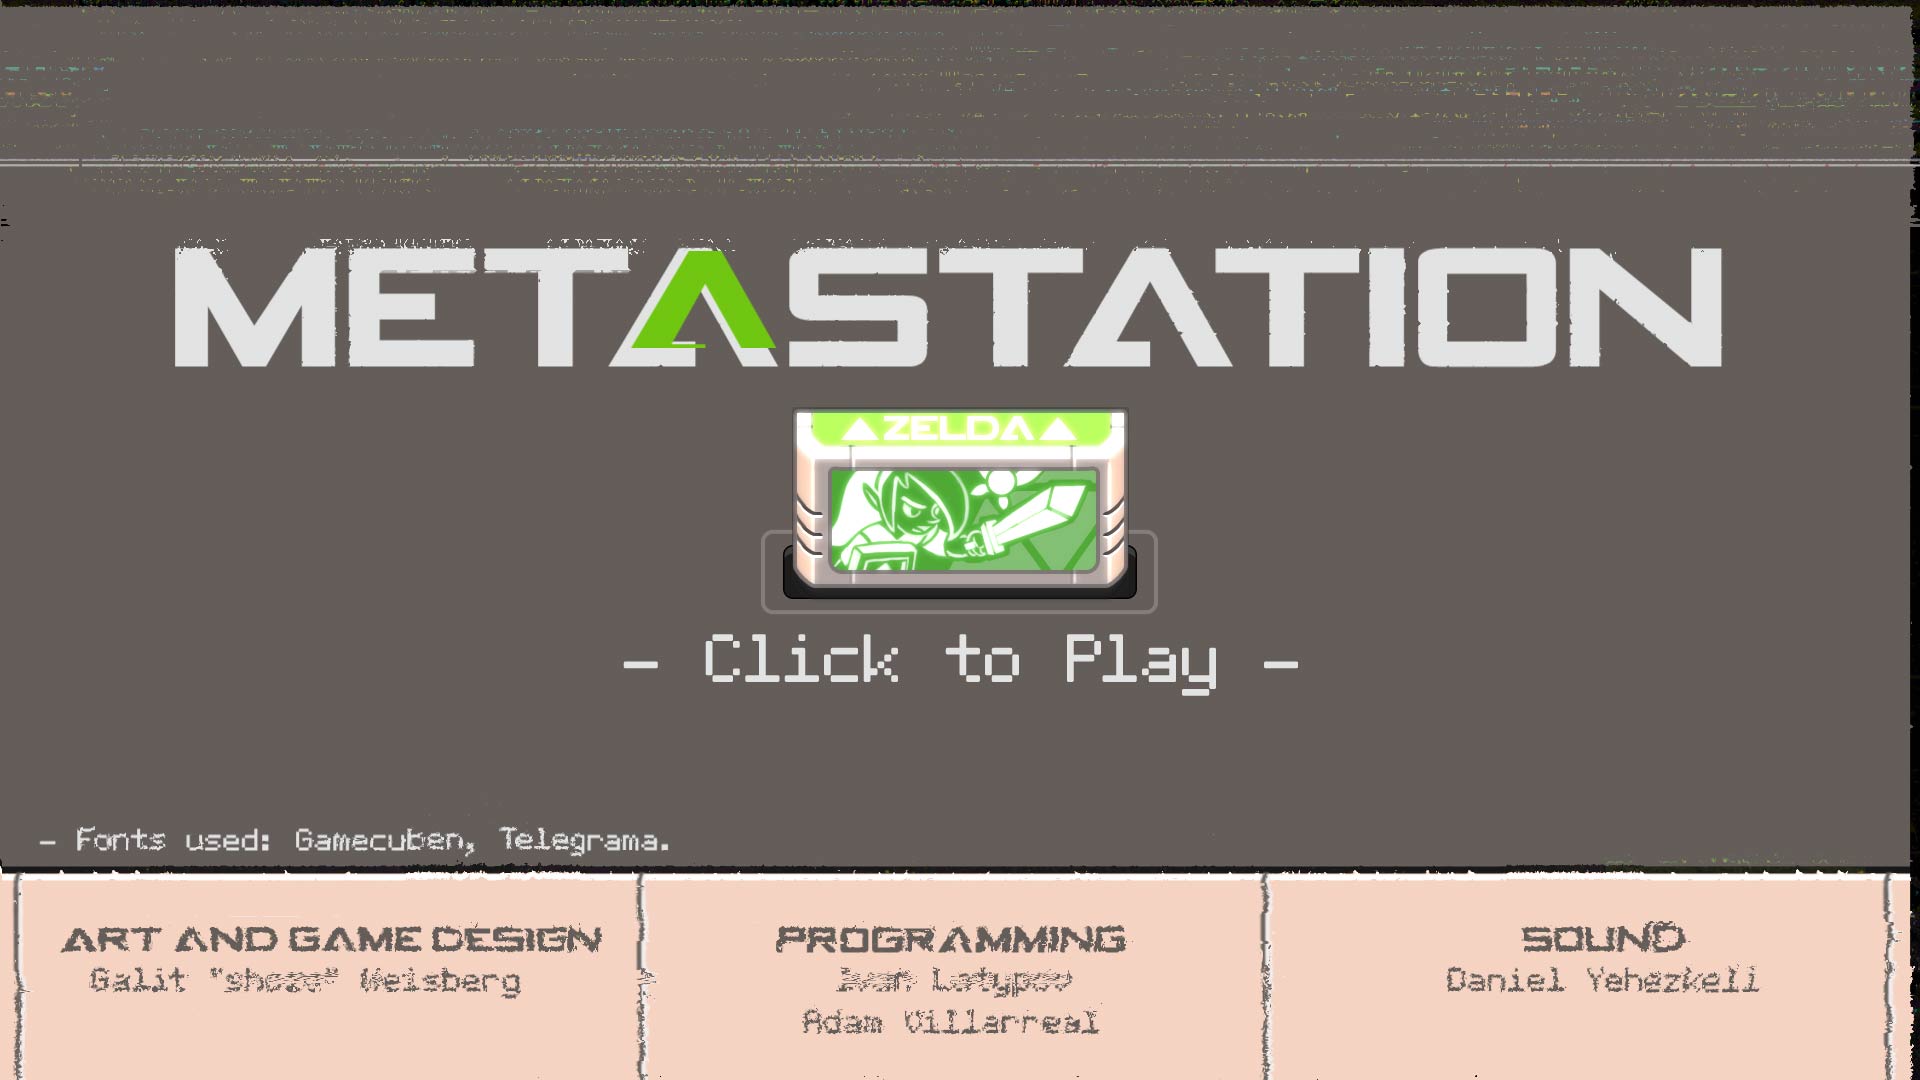 METASTATION
ZELDA
- Click to Play -
- Fonts used: Gamecuben, Telegrama.
ART AND GAME DESIGN
Galit "shoze" Weisberg
PROGRAMMING
Ivan Latypov
Adam Villarreal
SOUND
Daniel Yehezkeli